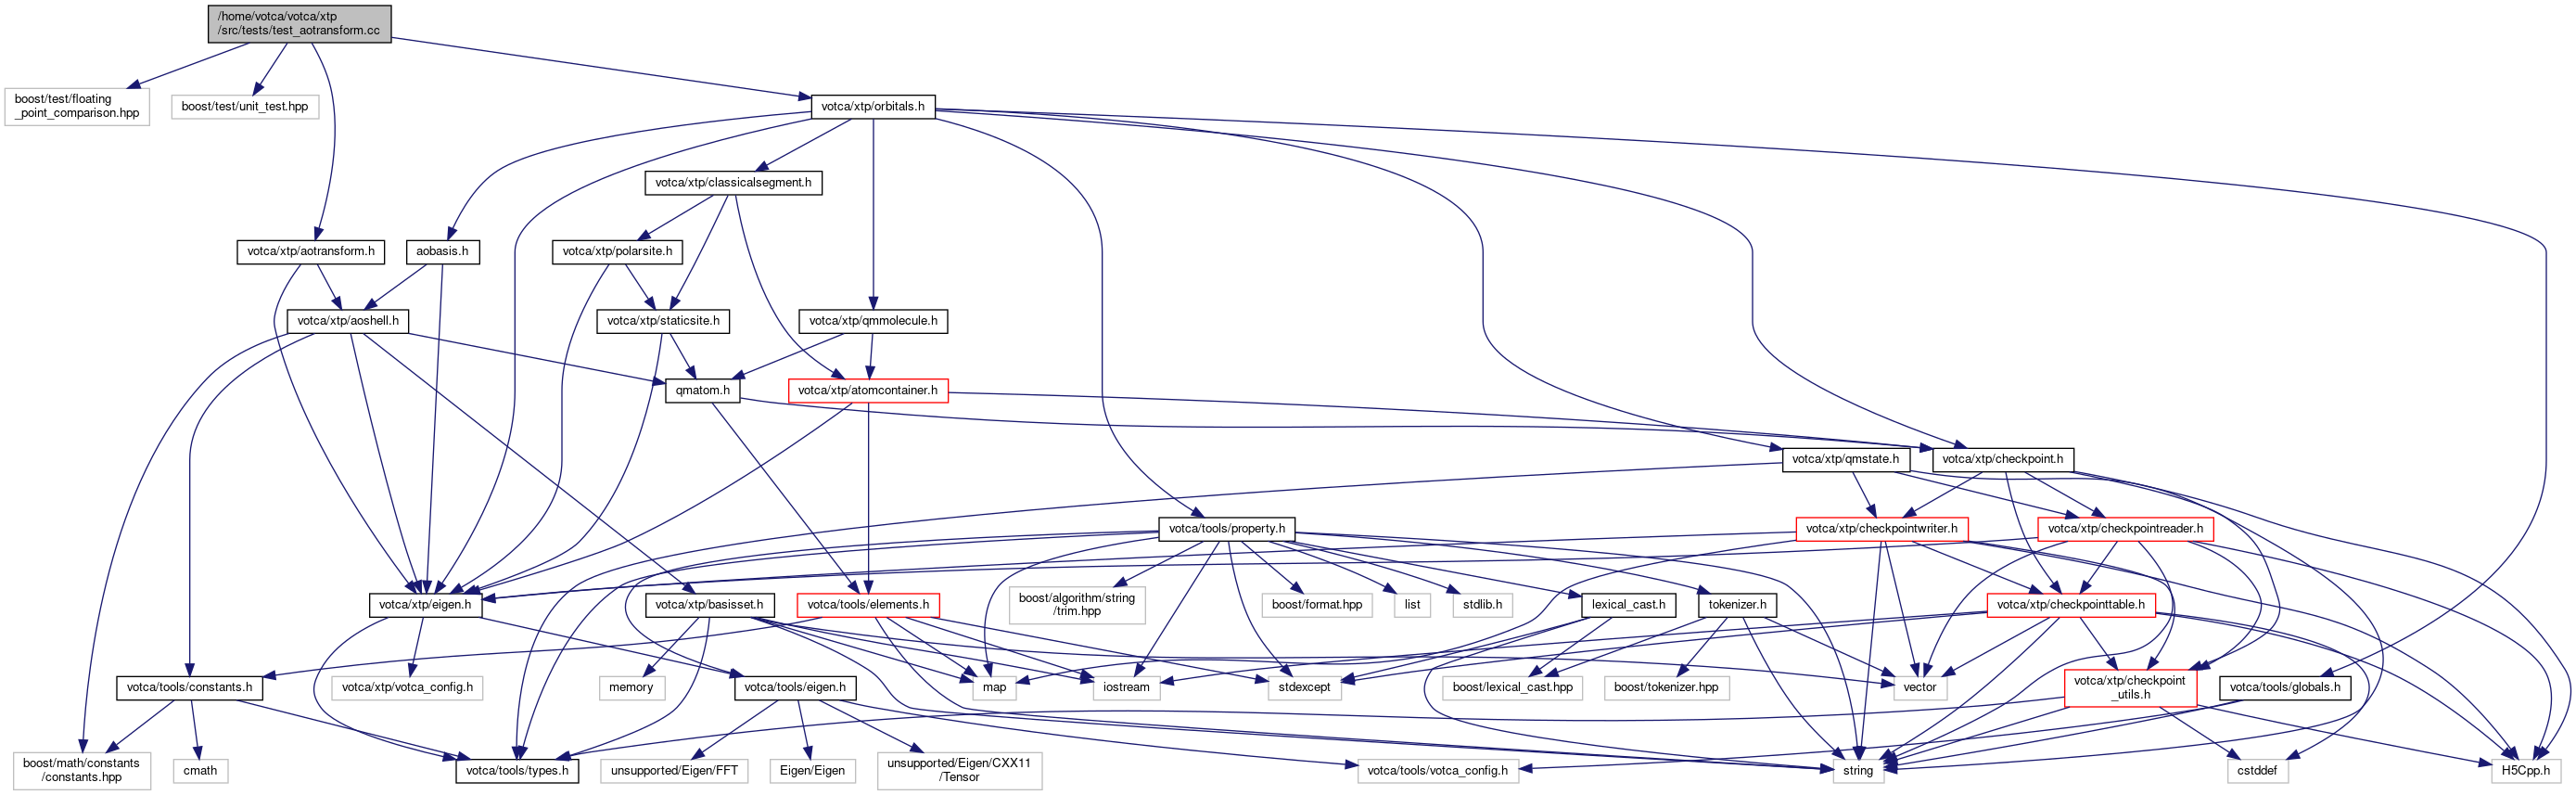 /home/votca/votca/xtp
/src/tests/test_aotransform.cc
boost/test/floating
_point_comparison.hpp
boost/test/unit_test.hpp
votca/xtp/orbitals.h
votca/xtp/classicalsegment.h
votca/xtp/aotransform.h
aobasis.h
votca/xtp/polarsite.h
votca/xtp/aoshell.h
votca/xtp/staticsite.h
votca/xtp/qmmolecule.h
qmatom.h
votca/xtp/atomcontainer.h
votca/xtp/qmstate.h
votca/xtp/checkpoint.h
votca/tools/property.h
votca/xtp/checkpointwriter.h
votca/xtp/checkpointreader.h
votca/xtp/eigen.h
votca/xtp/basisset.h
votca/tools/elements.h
boost/algorithm/string
/trim.hpp
boost/format.hpp
list
stdlib.h
lexical_cast.h
tokenizer.h
votca/xtp/checkpointtable.h
votca/tools/constants.h
votca/xtp/votca_config.h
memory
votca/tools/eigen.h
map
iostream
stdexcept
boost/lexical_cast.hpp
boost/tokenizer.hpp
vector
votca/xtp/checkpoint
_utils.h
votca/tools/globals.h
boost/math/constants
/constants.hpp
cmath
votca/tools/types.h
unsupported/Eigen/FFT
Eigen/Eigen
unsupported/Eigen/CXX11
/Tensor
votca/tools/votca_config.h
string
cstddef
H5Cpp.h